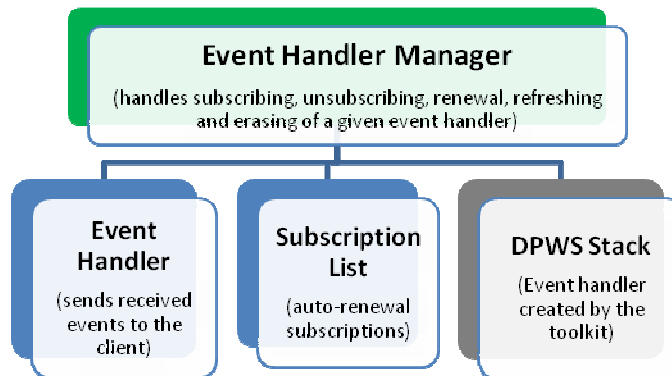 Event Handler Manager
(handles subscribing, unsubscribing, renewal, refreshing
and erasing of a given event handler)
Event
Handler
(sends received
events to the
client)
Subscription
List
(auto-renewal
subscriptions)
DPWS Stack
(Event handler
created by the
toolkit)